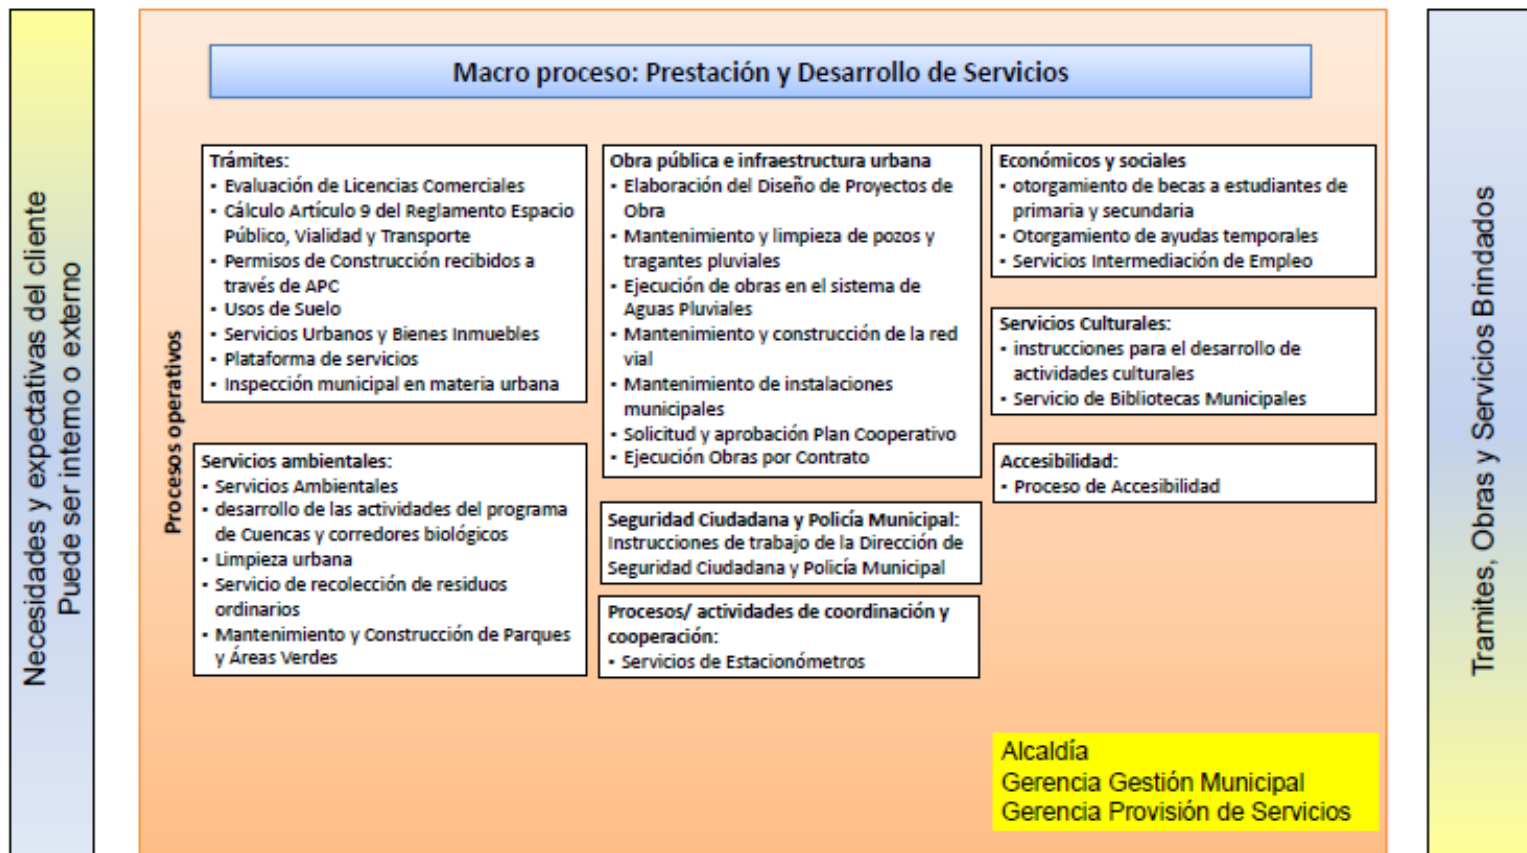 Necesidades y expectativas del cliente
Puede ser interno o externo
Macro proceso: Prestación y Desarrollo de Servicios
Procesos operativos
Trámites:
▪ Evaluación de Licencias Comerciales
▪ Cálculo Artículo 9 del Reglamento Espacio
Público, Vialidad y Transporte
▪ Permisos de Construcción recibidos a
través de APC
▪ Usos de Suelo
▪ Servicios Urbanos y Bienes Inmuebles
▪ Plataforma de servicios
▪ Inspección municipal en materia urbana
Servicios ambientales:
▪ Servicios Ambientales
▪ desarrollo de las actividades del programa
de Cuencas y corredores biológicos
▪ Limpieza urbana
▪ Servicio de recolección de residuos
ordinarios
▪ Mantenimiento y Construcción de Parques
y Áreas Verdes
Obra pública e infraestructura urbana
▪ Elaboración del Diseño de Proyectos de
Obra
▪ Mantenimiento y limpieza de pozos y
tragantes pluviales
▪ Ejecución de obras en el sistema de
Aguas Pluviales
▪ Mantenimiento y construcción de la red
vial
▪ Mantenimiento de instalaciones
municipales
▪ Solicitud y aprobación Plan Cooperativo
▪ Ejecución Obras por Contrato
Seguridad Ciudadana y Policía Municipal:
Instrucciones de trabajo de la Dirección de
Seguridad Ciudadana y Policía Municipal
Procesos/ actividades de coordinación y
cooperación:
▪ Servicios de Estacionómetros
Económicos y sociales
▪ otorgamiento de becas a estudiantes de
primaria y secundaria
▪ Otorgamiento de ayudas temporales
▪ Servicios Intermediación de Empleo
Servicios Culturales:
▪ instrucciones para el desarrollo de
actividades culturales
▪ Servicio de Bibliotecas Municipales
Accesibilidad:
▪ Proceso de Accesibilidad
Alcaldía
Gerencia Gestión Municipal
Gerencia Provisión de Servicios
Tramites, Obras y Servicios Brindados